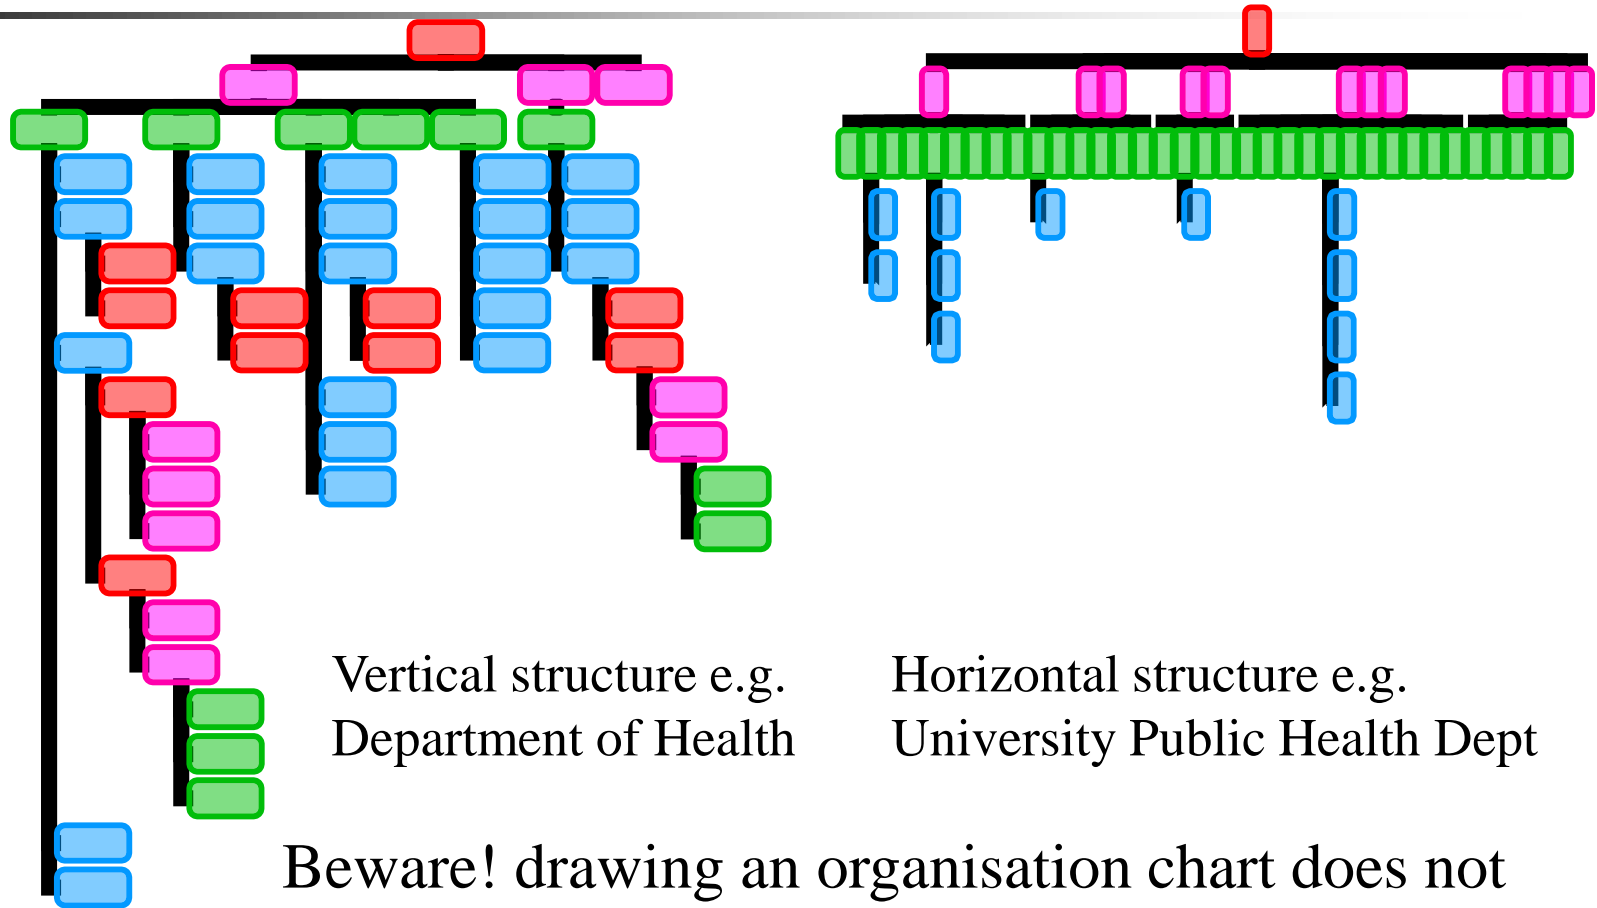 Vertical structure e.g.
Department of Health
Horizontal structure e.g.
University Public Health Dept
Beware! drawing an organisation chart does not